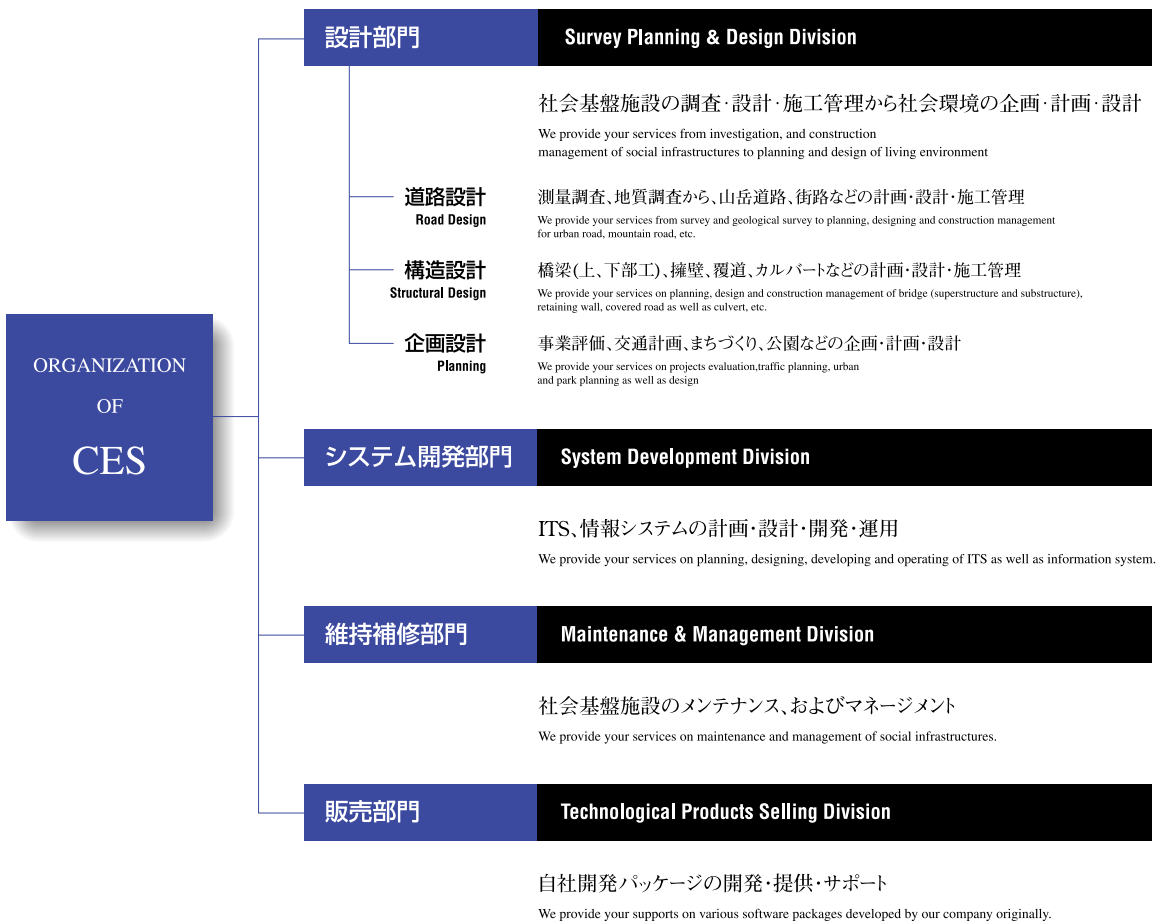 ORGANIZATION
OF
CES
設計部門
Survey Planning & Design Division
社会基盤施設の調査・設計・施工管理から社会環境の企画・計画・設計
We provide your services from investigation, and construction
management of social infrastructures to planning and design of living environment
道路設計
Road Design
測量調査、地質調査から、山岳道路、街路などの計画・設計・施工管理
We provide your services from survey and geological survey to planning, designing and construction management
for urban road, mountain road, etc.
構造設計
Structural Design
橋梁(上、下部工)、擁壁、覆道、カルバートなどの計画・設計・施工管理
We provide your services on planning, design and construction management of bridge (superstructure and substructure),
retaining wall, covered road as well as culvert, etc.
企画設計
Planning
事業評価、交通計画、まちづくり、公園などの企画・計画・設計
We provide your services on projects evaluation,traffic planning, urban
and park planning as well as design
システム開発部門
System Development Division
ITS、情報システムの計画・設計・開発・運用
We provide your services on planning, designing, developing and operating of ITS as well as information system.
維持補修部門
Maintenance & Management Division
社会基盤施設のメンテナンス、およびマネージメント
We provide your services on maintenance and management of social infrastructures.
販売部門
Technological Products Selling Division
自社開発パッケージの開発・提供・サポート
We provide your supports on various software packages developed by our company originally.